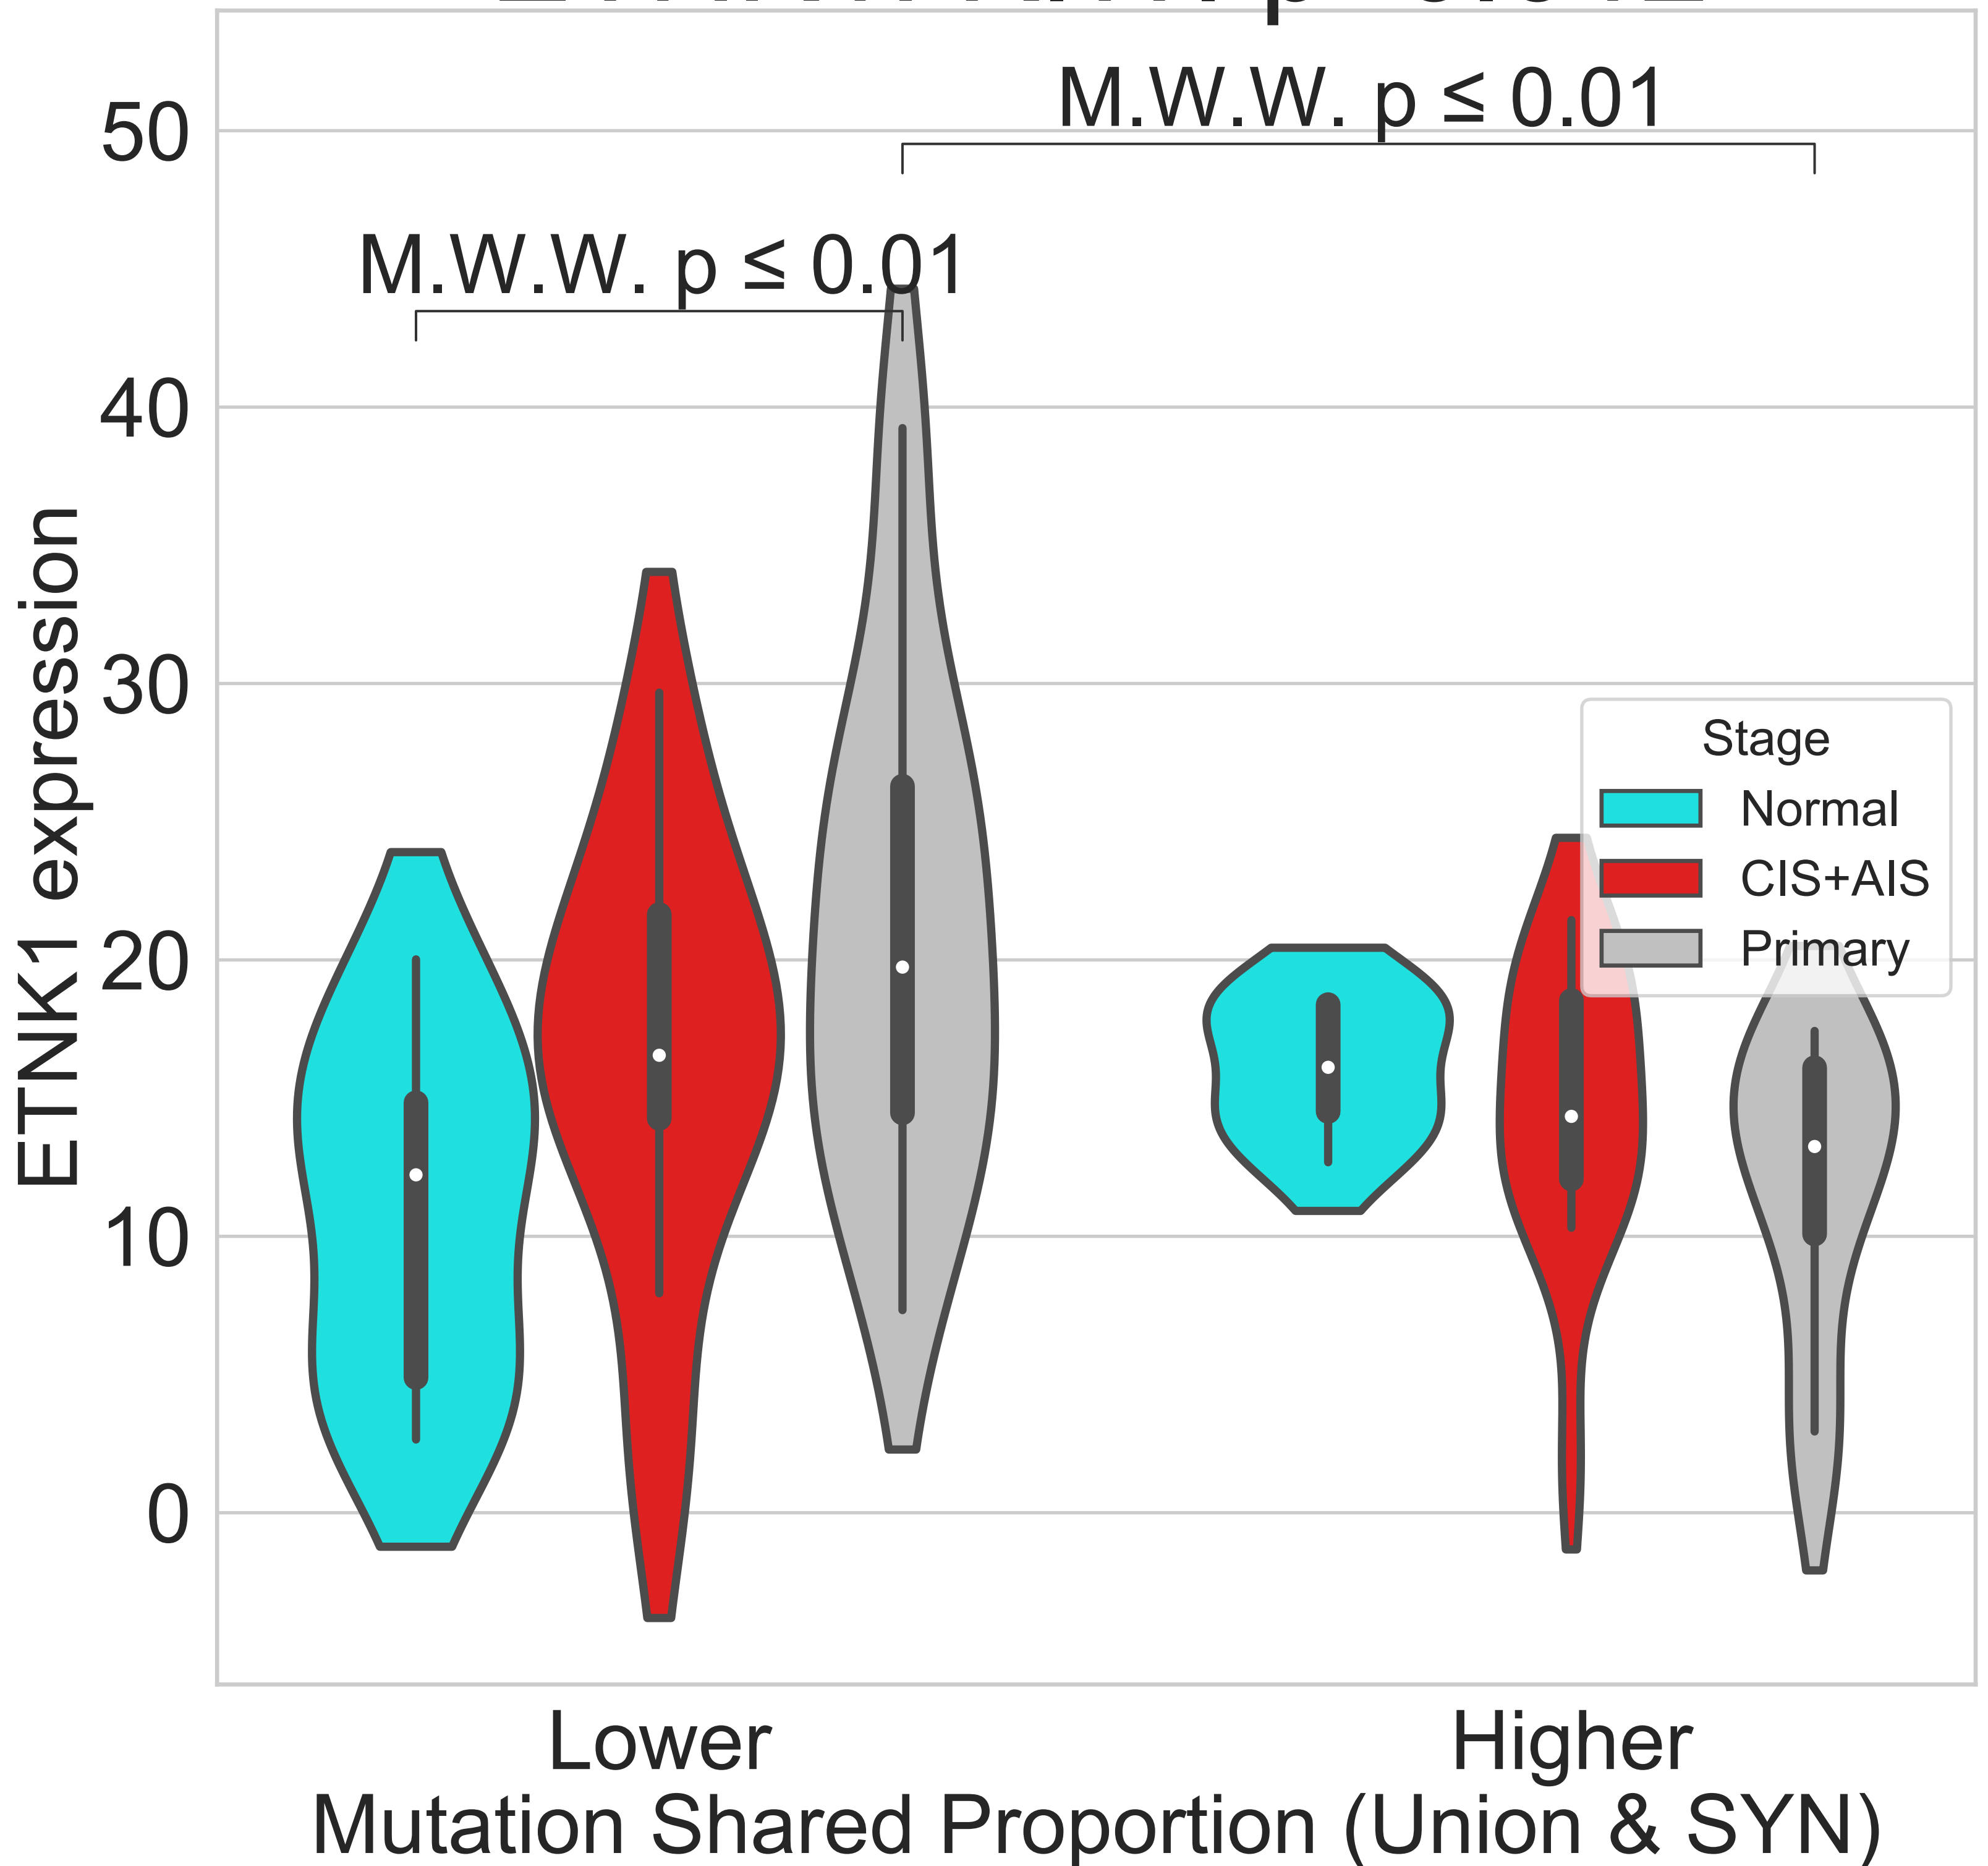 M.W.W. p ≤ 0.01
50
M.W.W. p ≤ 0.01
40
30
20
10
0
ETNK1 expression
Stage
Normal
CIS+AIS
Primary
Lower
Higher
Mutation Shared Proportion (Union & SYN)